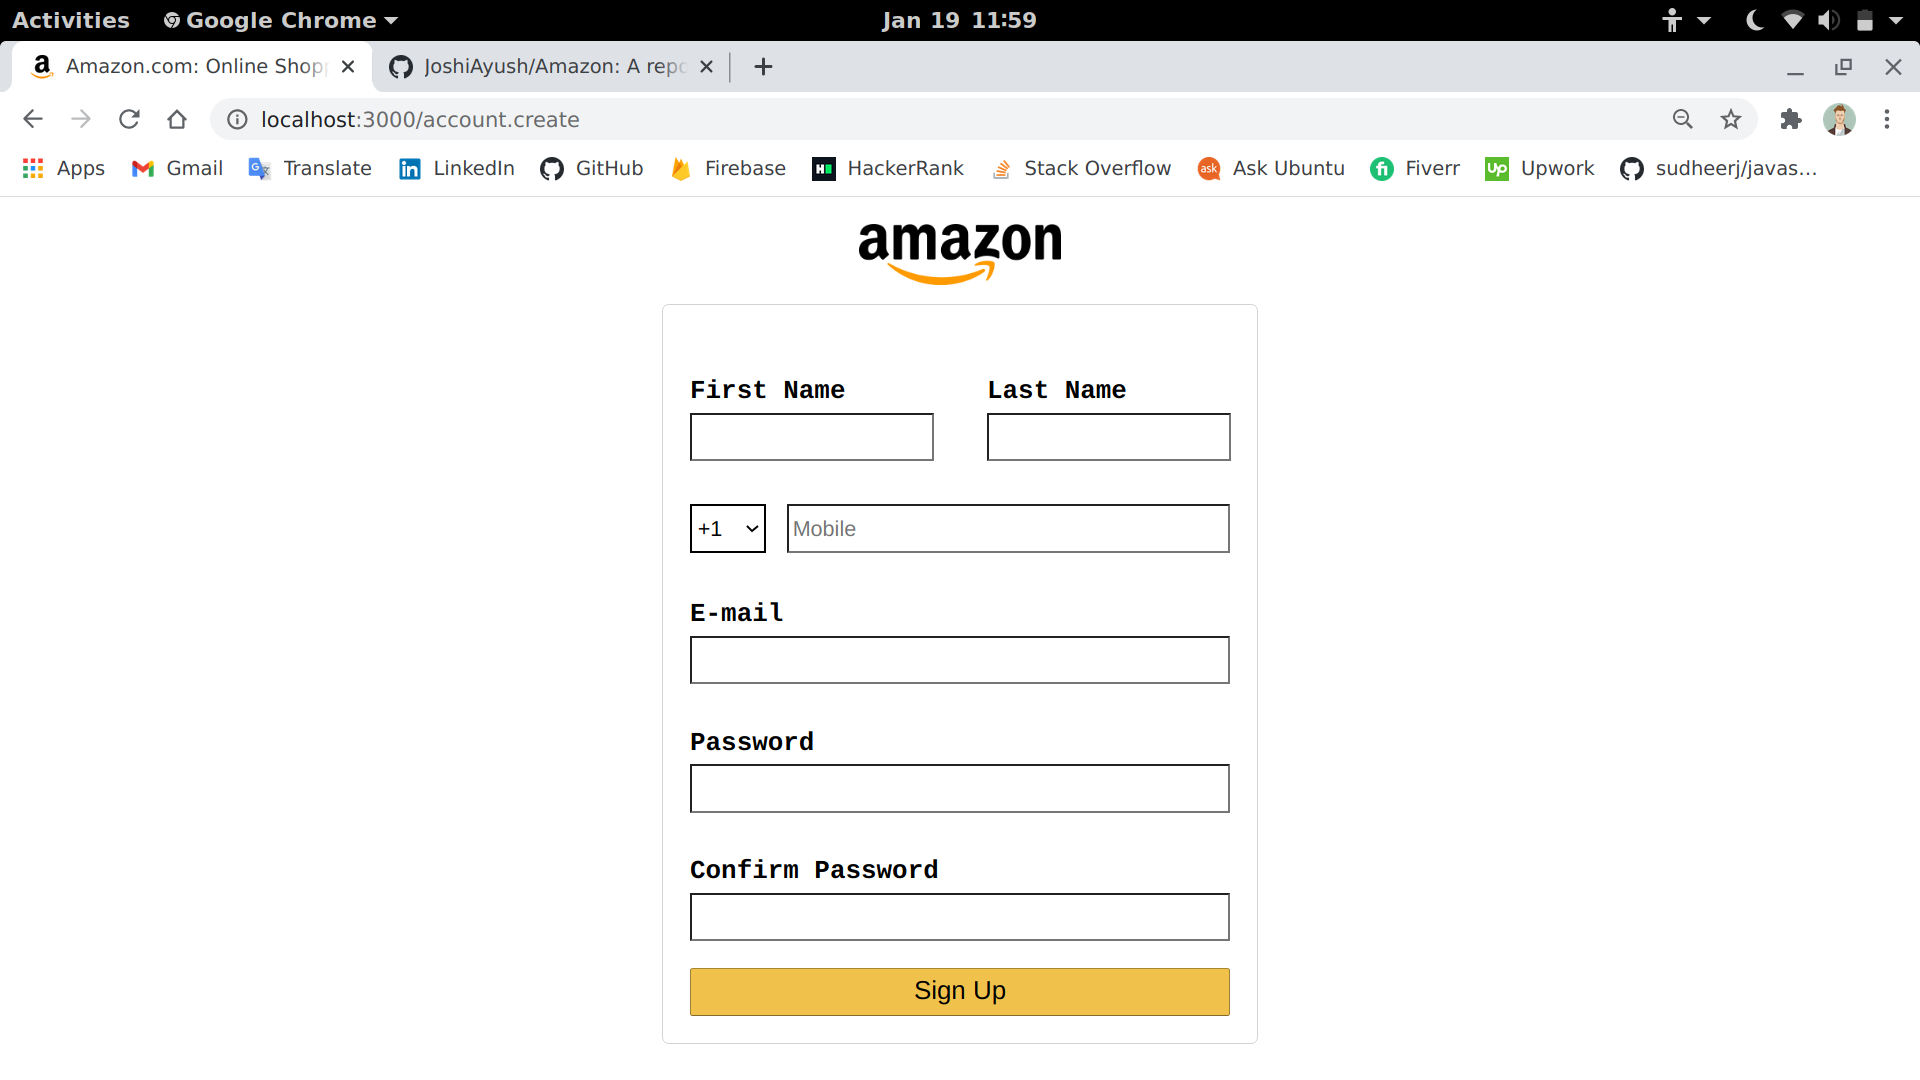 Activities Google Chrome Jan 19 11:59
Amazon.com: Online Shopp JoshiAyush/Amazon: A repo
localhost:3000/account.create
Apps Gmail Translate LinkedIn GitHub Firebase HackerRank Stack Overflow Ask Ubuntu Fiverr Upwork sudheerj/javas...
amazon
First Name Last Name
+1 Mobile
E-mail
Password
Confirm Password
Sign Up